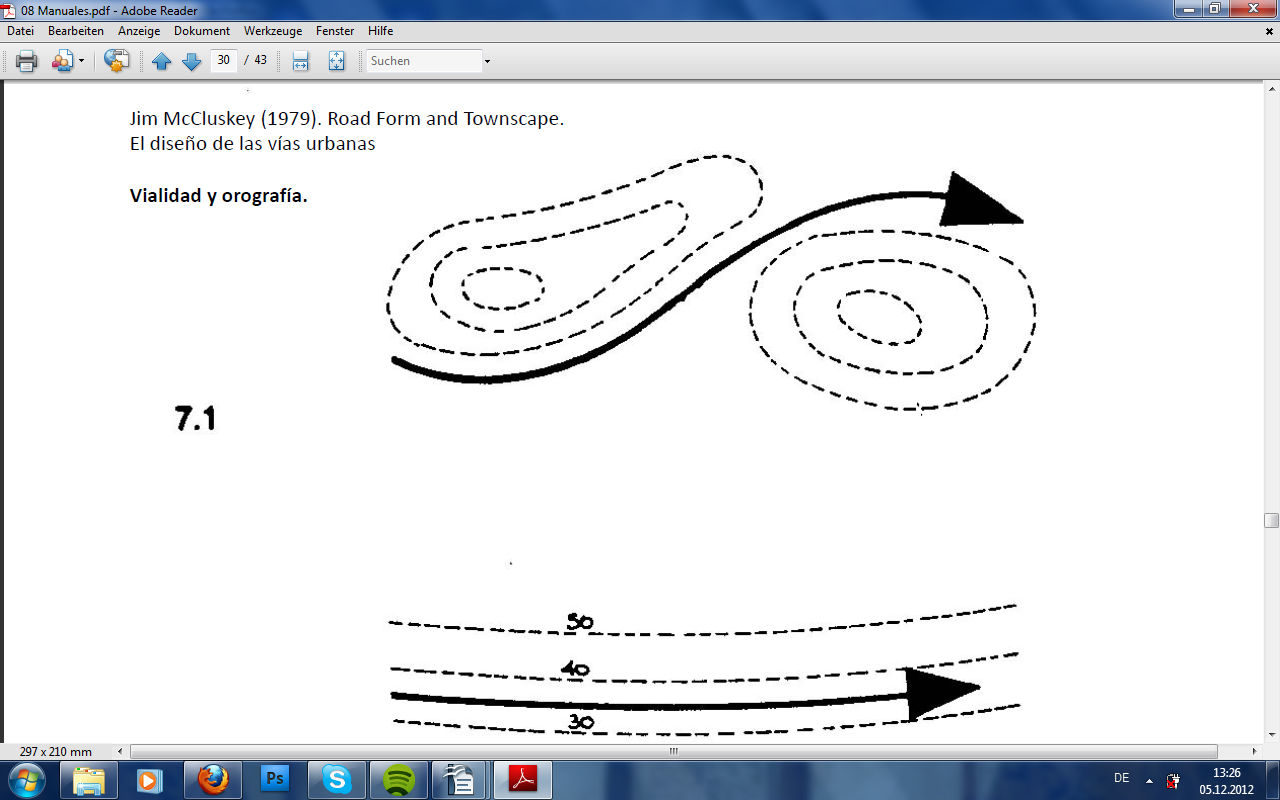 08 Manuales.pdf - Adobe Reader
Datei Bearbeiten Anzeige Dokument Werkzeuge Fenster Hilfe
30 / 43 Suchen
Jim McCluskey (1979). Road Form and Townscape.
El diseño de las vías urbanas
Vialidad y orografía.
7.1
50
40
30
297 x 210 mm
Ps
DE
13:26
05.12.2012